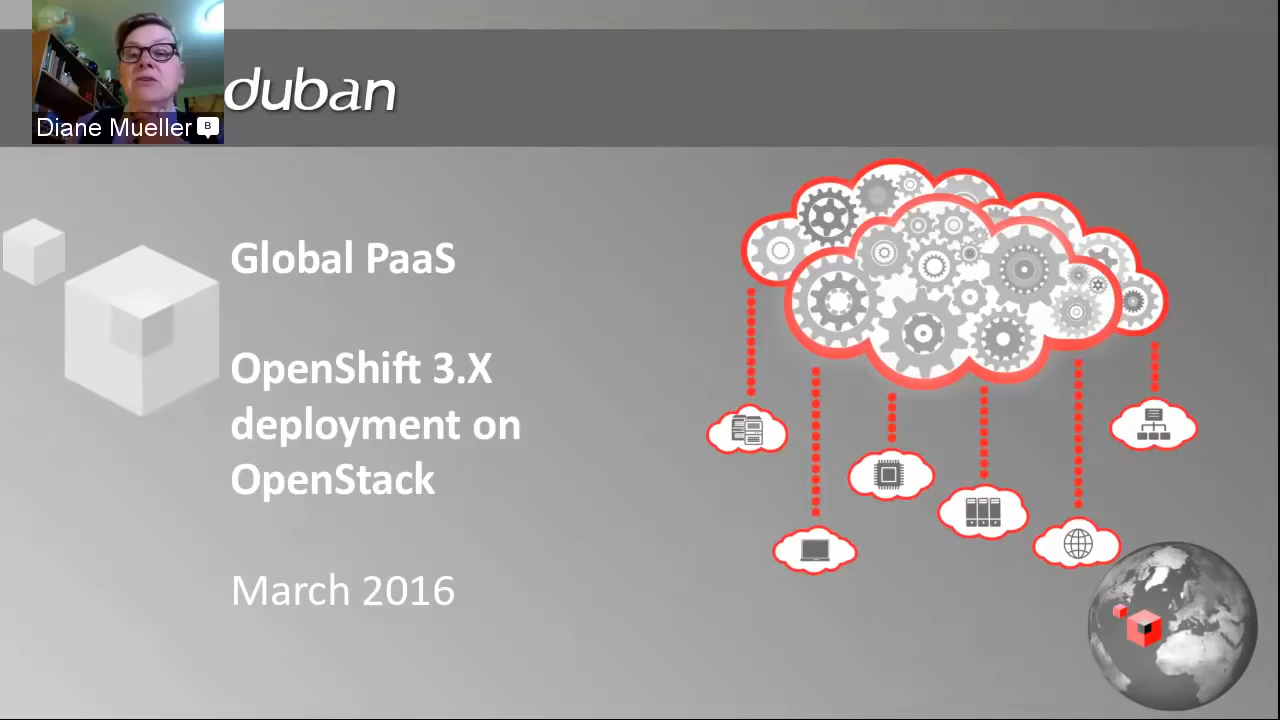 duban
Diane Mueller
B
Global PaaS
OpenShift 3.X
deployment on
OpenStack
March 2016